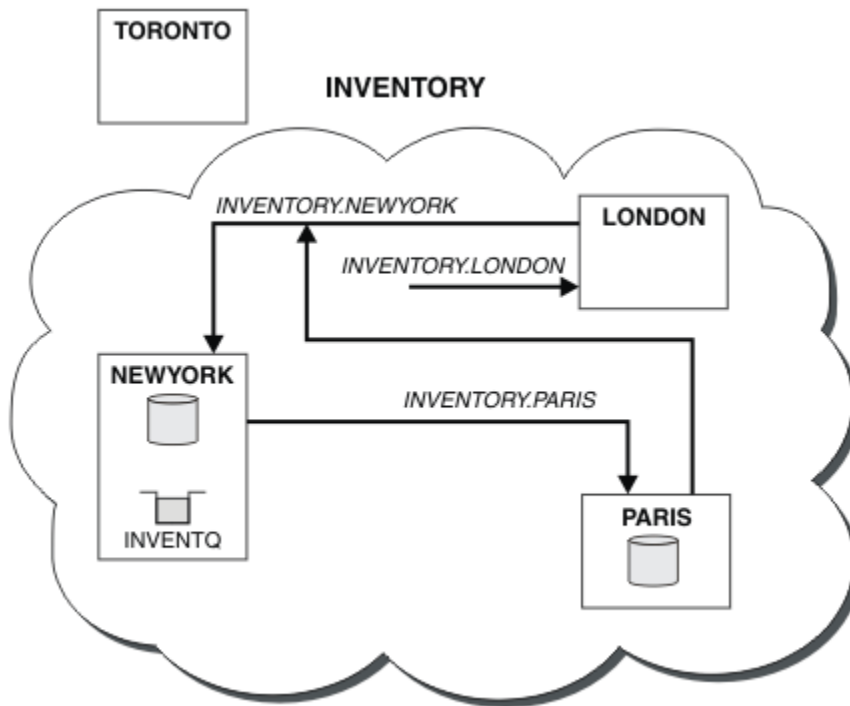 TORONTO
INVENTORY
INVENTORY.NEWYORK
LONDON
INVENTORY.LONDON
NEWYORK
INVENTORY.PARIS
PARIS
INVENTQ